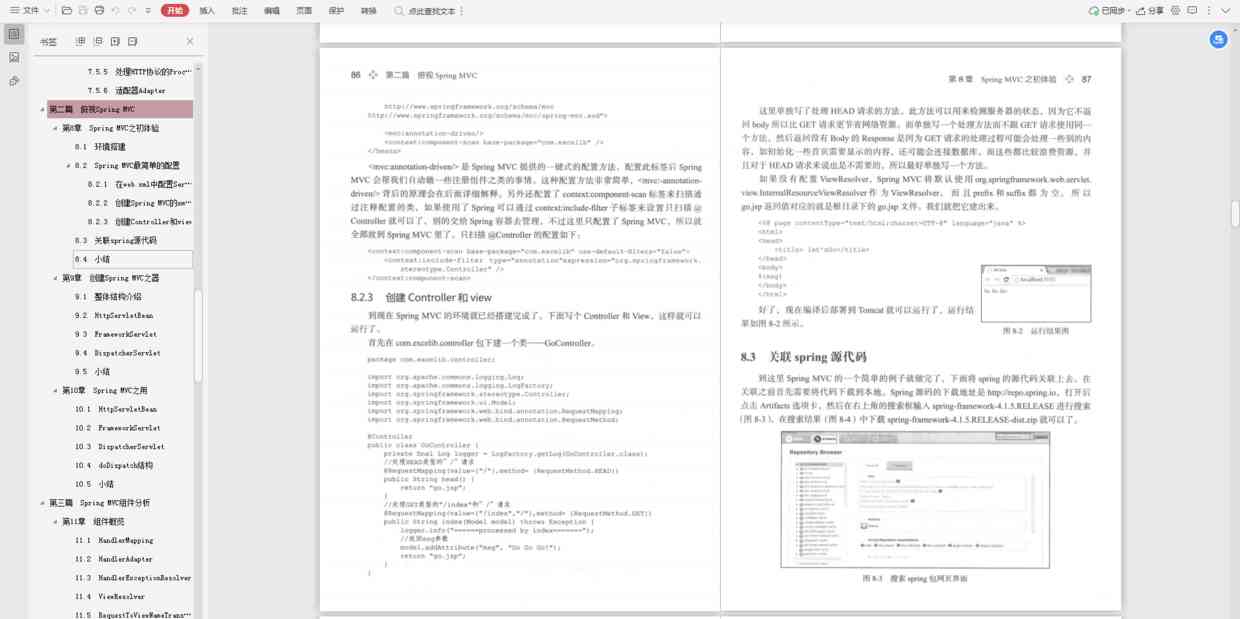 文件
开始
插入
批注
编辑
页面
保护
转换
点此查找文本
已同步
分享
书签
7.5.5 处理HTTP协议的Proc…
7.5.6 适配器Adapter
第二篇 俯视Spring MVC
第8章 Spring MVC之初体验
8.1 环境搭建
8.2 Spring MVC最简单的配置
8.2.1 在web.xml中配置Ser…
8.2.2 创建Spring MVC的xm…
8.2.3 创建Controller和view
8.3 关联spring源代码
8.4 小结
第9章 创建Spring MVC之器
9.1 整体结构介绍
9.2 HttpServletBean
9.3 FrameworkServlet
9.4 DispatcherServlet
9.5 小结
第10章 Spring MVC之用
10.1 HttpServletBean
10.2 FrameworkServlet
10.3 DispatcherServlet
10.4 doDispatch结构
10.5 小结
第三篇 Spring MVC组件分析
第11章 组件概览
11.1 HandlerMapping
11.2 HandlerAdapter
11.3 HandlerExceptionResolver
11.4 ViewResolver
11.5 RequestToViewNameTrans…
86 第二篇 俯视 Spring MVC
http://www.springframework.org/schema/mvc
http://www.springframework.org/schema/mvc/spring-mvc.xsd">
<mvc:annotation-driven/>
<context:component-scan base-package="com.excelib" />
</beans>
<mvc:annotation-driven/> 是 Spring MVC 提供的一键式的配置方法，配置此标签后 Spring
MVC 会帮我们自动做一些注册组件之类的事情。这种配置方法非常简单，<mvc:annotation-
driven/> 背后的原理会在后面详细解释。另外还配置了 context:component-scan 标签来扫描通
过注释配置的类，如果使用了 Spring 可以通过 context:include-filter 子标签来设置只扫描 @
Controller 就可以了，别的交给 Spring 容器去管理，不过这里只配置了 Spring MVC，所以就
全部放到 Spring MVC 里了。只扫描 @Controller 的配置如下：
<context:component-scan base-package="com.excelib" use-default-filters="false">
<context:include-filter type="annotation"expression="org.springframework.
stereotype.Controller" />
</context:component-scan>
8.2.3 创建 Controller 和 view
到现在 Spring MVC 的环境就已经搭建完成了。下面写个 Controller 和 View，这样就可以
运行了。
首先在 com.excelib.controller 包下建一个类——GoController。
package com.excelib.controller;
import org.apache.commons.logging.Log;
import org.apache.commons.logging.LogFactory;
import org.springframework.stereotype.Controller;
import org.springframework.ui.Model;
import org.springframework.web.bind.annotation.RequestMapping;
import org.springframework.web.bind.annotation.RequestMethod;
@Controller
public class GoController {
private final Log logger = LogFactory.getLog(GoController.class);
//处理HEAD类型的"/"请求
@RequestMapping(value={"/"},method= {RequestMethod.HEAD})
public String head() {
return "go.jsp";
}
//处理GET类型的"/index"和"/"请求
@RequestMapping(value={"/index","/"},method= {RequestMethod.GET})
public String index(Model model) throws Exception {
logger.info("======processed by index=======");
//返回msg参数
model.addAttribute("msg", "Go Go Go!");
return "go.jsp";
}
}
第 8 章 Spring MVC 之初体验 87
这里单独写了处理 HEAD 请求的方法，此方法可以用来检测服务器的状态，因为它不返
回 body 所以比 GET 请求更节省网络资源。而单独写一个处理方法而不跟 GET 请求使用同一
个方法，然后返回没有 Body 的 Response 是因为 GET 请求的处理过程可能会处理一些别的内
容，如初始化一些首页需要显示的内容，还可能会连接数据库，而这些都比较浪费资源，并
且对于 HEAD 请求来说也是不需要的，所以最好单独写一个方法。
如果没有配置 ViewResolver，Spring MVC 将默认使用 org.springframework.web.servlet.
view.InternalResourceViewResolver 作为 ViewResolver，而且 prefix 和 suffix 都为空。所以
go.jsp 返回值对应的就是根目录下的 go.jsp 文件。我们就把它建出来。
<%@ page contentType="text/html;charset=UTF-8" language="java" %>
<html>
<head>
<title> let'sGo</title>
</head>
<body>
${msg}
</body>
</html>
好了，现在编译后部署到 Tomcat 就可以运行了，运行结
果如图 8-2 所示。
图 8-2 运行结果图
8.3 关联 spring 源代码
到这里 Spring MVC 的一个简单的例子就做完了，下面将 spring 的源代码关联上去。在
关联之前首先需要将代码下载到本地，Spring 源码的下载地址是 http://repo.spring.io，打开后
点击 Artifacts 选项卡，然后在右上角的搜索框输入 spring-framework-4.1.5.RELEASE 进行搜索
（图 8-3），在搜索结果（图 8-4）中下载 spring-framework-4.1.5.RELEASE-dist.zip 就可以了。
Repository Browser
图 8-3 搜索 spring 包网页界面